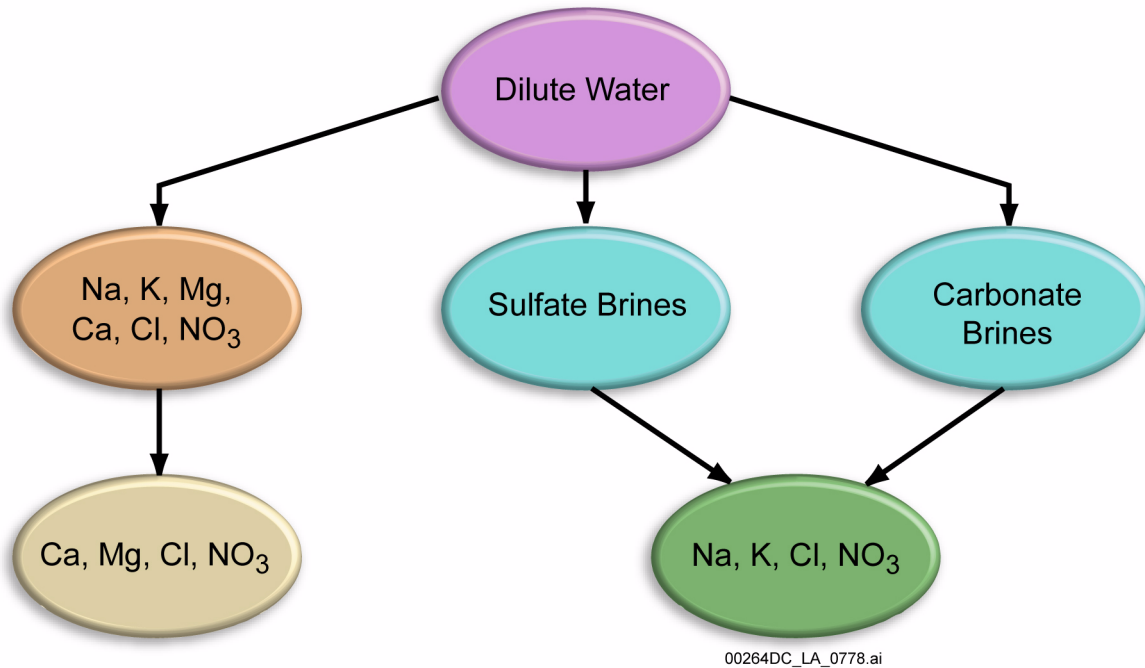 Dilute Water
Na, K, Mg,
Ca, Cl, NO3
Sulfate Brines
Carbonate
Brines
Ca, Mg, Cl, NO3
Na, K, Cl, NO3
00264DC_LA_0778.ai